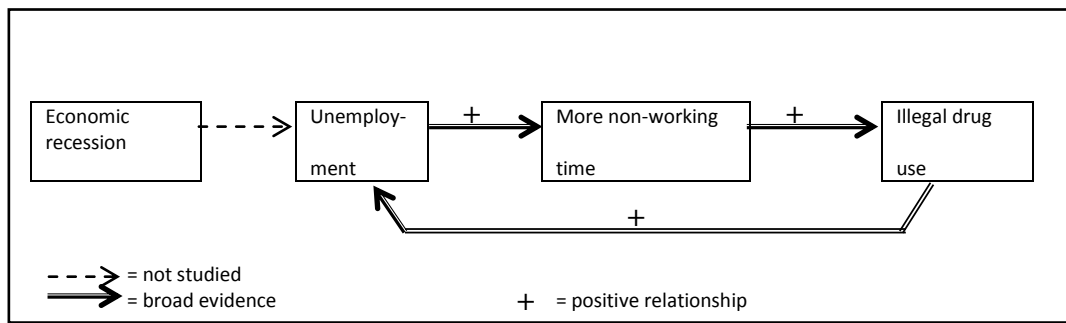 Economic
recession
Unemploy-
ment
+
More non-working
time
+
Illegal drug
use
+
= not studied
= broad evidence
+ = positive relationship